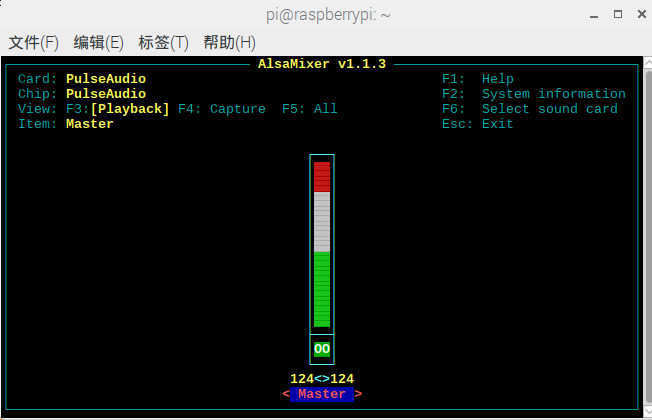 pi@raspberrypi: ~
文件(F) 编辑(E) 标签(T) 帮助(H)
AlsaMixer v1.1.3
Card: PulseAudio F1: Help
Chip: PulseAudio F2: System information
View: F3:[Playback] F4: Capture F5: All F6: Select sound card
Item: Master Esc: Exit
OO
124<>124
< Master >